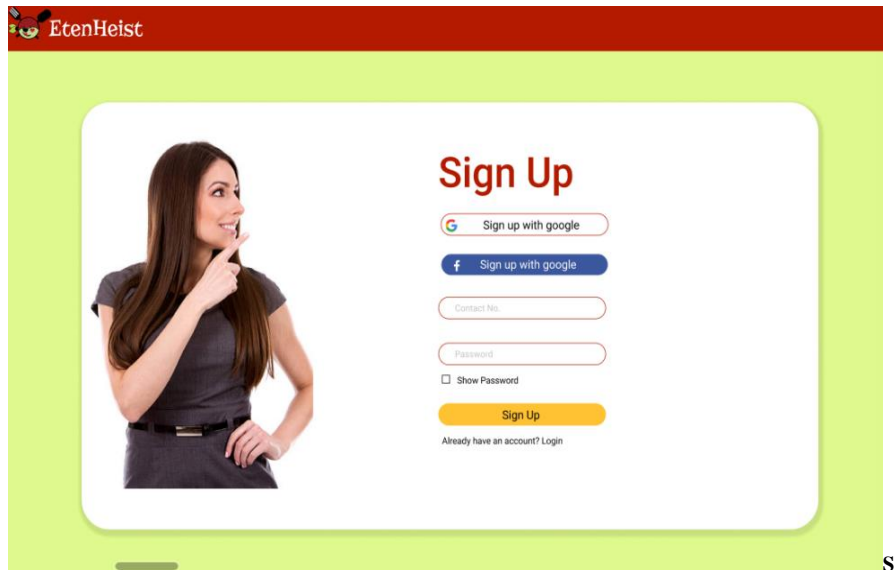 EtenHeist
Sign Up
Sign up with google
Sign up with google
Contact No.
Password
Show Password
Sign Up
Already have an account? Login
s